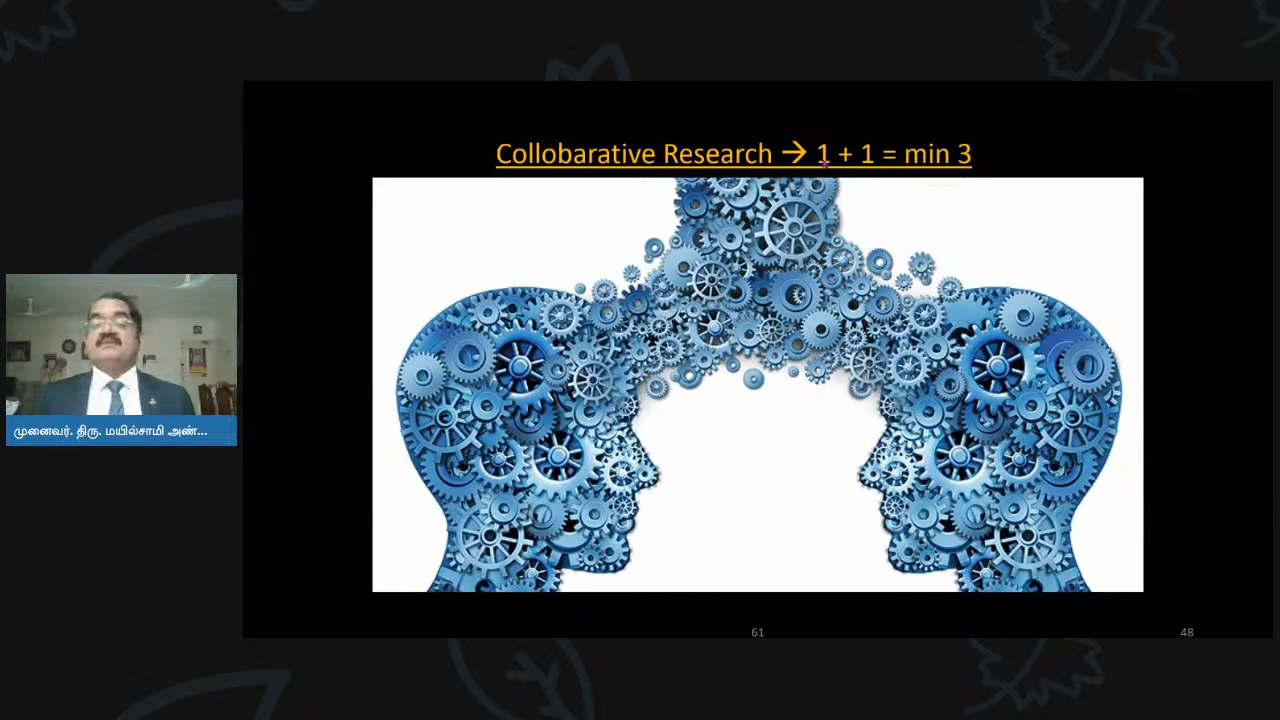 Collobarative Research → 1 + 1 = min 3
முனைவர். திரு. மயில்சாமி அண்...
61
48